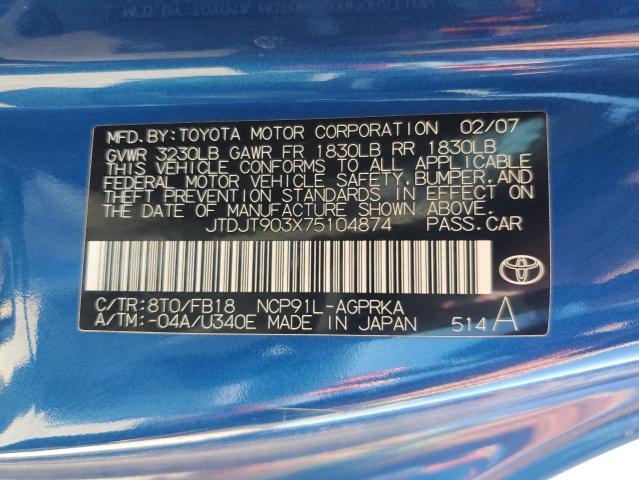 MFD.BY:TOYOTA MOTOR CORPORATION 02/07
GVWR 3230LB GAWR FR 1830LB RR 1830LB
THIS VEHICLE CONFORMS TO ALL APPLICABLE
FEDERAL MOTOR VEHICLE SAFETY,BUMPER,AND
THEFT PREVENTION STANDARDS IN EFFECT ON
THE DATE OF MANUFACTURE SHOWN ABOVE.
JTDJT903X75104874 PASS.CAR
C/TR:8T0/FB18 NCP91L-AGPRKA
A/TM:-04A/U340E MADE IN JAPAN 514 A